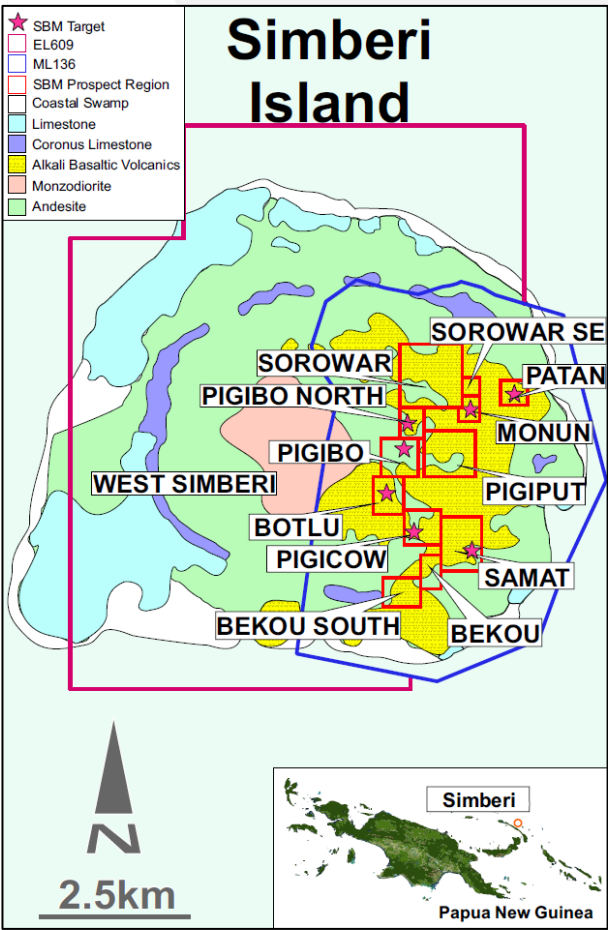 Simberi
Island
SBM Target
EL609
ML136
SBM Prospect Region
Coastal Swamp
Limestone
Coronus Limestone
Alkali Basaltic Volcanics
Monzodiorite
Andesite
SOROWAR SE
SOROWAR
PATAN
PIGIBO NORTH
MONUN
PIGIBO
WEST SIMBERI
PIGIPUT
BOTLU
PIGICOW
SAMAT
BEKOU SOUTH
BEKOU
N
2.5km
Simberi
Papua New Guinea